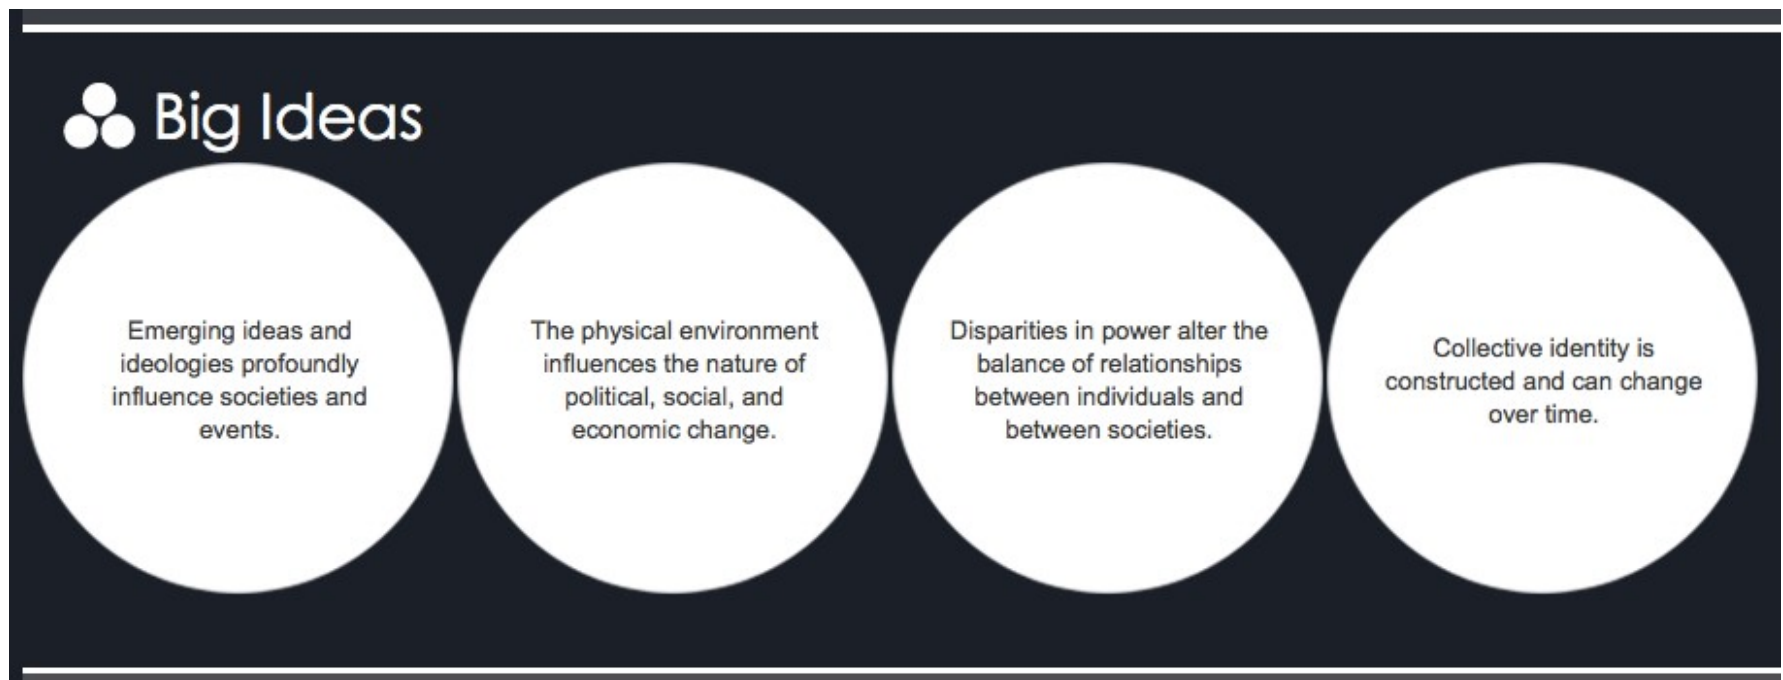 Big Ideas
Emerging ideas and
ideologies profoundly
influence societies and
events.
The physical environment
influences the nature of
political, social, and
economic change.
Disparities in power alter the
balance of relationships
between individuals and
between societies.
Collective identity is
constructed and can change
over time.